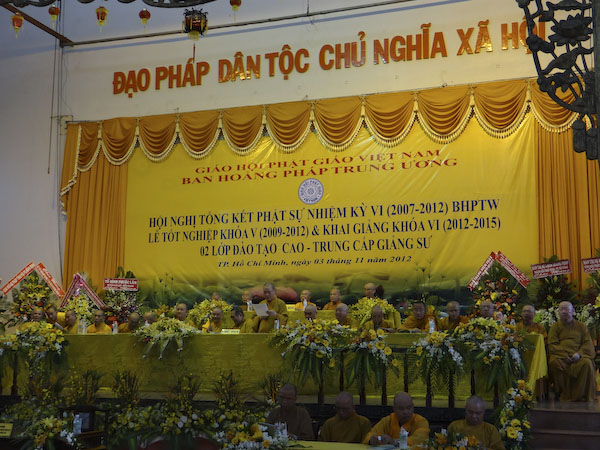 ĐẠO PHÁP DÂN TỘC CHỦ NGHĨA XÃ HỘI
GIÁO HỘI PHẬT GIÁO VIỆT NAM
BAN HOẰNG PHÁP TRUNG ƯƠNG
HỘI NGHỊ TỔNG KẾT PHẬT SỰ NHIỆM KỲ VI (2007-2012) BHPTW
LỄ TỐT NGHIỆP KHÓA V (2009-2012) & KHAI GIẢNG KHÓA VI (2012-2015)
02 LỚP ĐÀO TẠO CAO - TRUNG CẤP GIẢNG SƯ
TP. Hồ Chí Minh, ngày 03 tháng 11 năm 2012